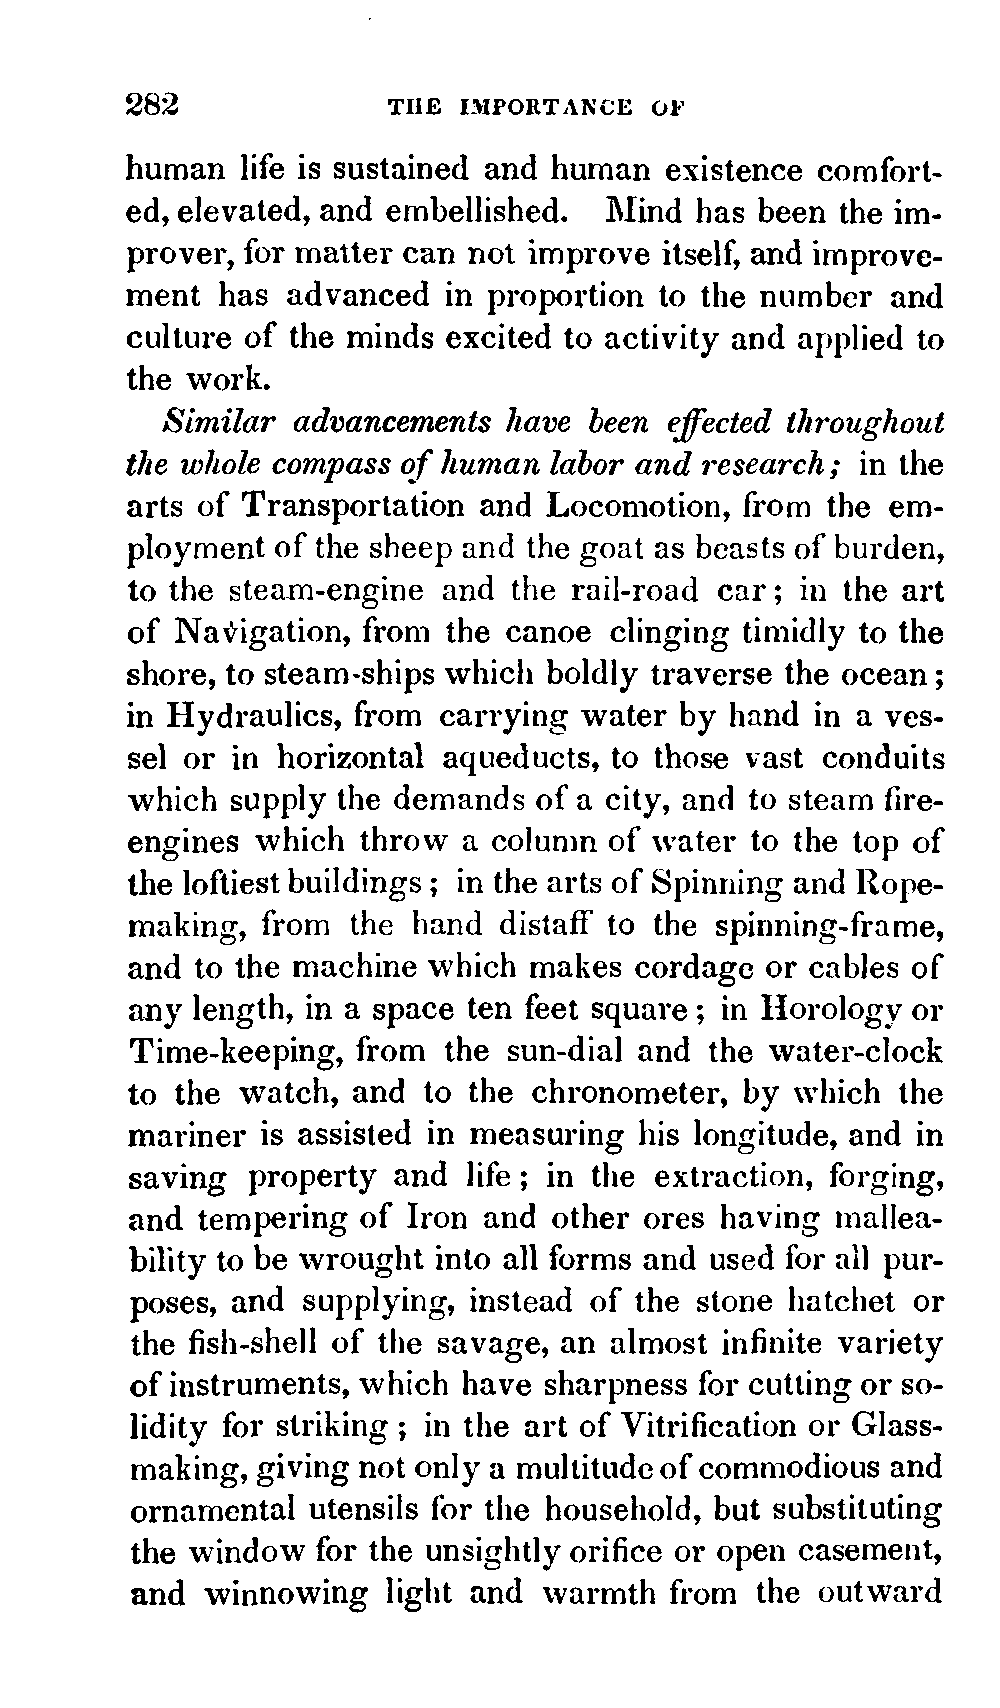 282 THE IMPORTANCE OF
human life is sustained and human existence comfort-
ed, elevated, and embellished. Mind has been the im-
prover, for matter can not improve itself, and improve-
ment has advanced in proportion to the number and
culture of the minds excited to activity and applied to
the work.
Similar advancements have been effected throughout
the whole compass of human labor and research; in the
arts of Transportation and Locomotion, from the em-
ployment of the sheep and the goat as beasts of burden,
to the steam-engine and the rail-road car; in the art
of Navigation, from the canoe clinging timidly to the
shore, to steam-ships which boldly traverse the ocean;
in Hydraulics, from carrying water by hand in a ves-
sel or in horizontal aqueducts, to those vast conduits
which supply the demands of a city, and to steam fire-
engines which throw a column of water to the top of
the loftiest buildings; in the arts of Spinning and Rope-
making, from the hand distaff to the spinning-frame,
and to the machine which makes cordage or cables of
any length, in a space ten feet square; in Horology or
Time-keeping, from the sun-dial and the water-clock
to the watch, and to the chronometer, by which the
mariner is assisted in measuring his longitude, and in
saving property and life; in the extraction, forging,
and tempering of Iron and other ores having mallea-
bility to be wrought into all forms and used for all pur-
poses, and supplying, instead of the stone hatchet or
the fish-shell of the savage, an almost infinite variety
of instruments, which have sharpness for cutting or so-
lidity for striking; in the art of Vitrification or Glass-
making, giving not only a multitude of commodious and
ornamental utensils for the household, but substituting
the window for the unsightly orifice or open casement,
and winnowing light and warmth from the outward